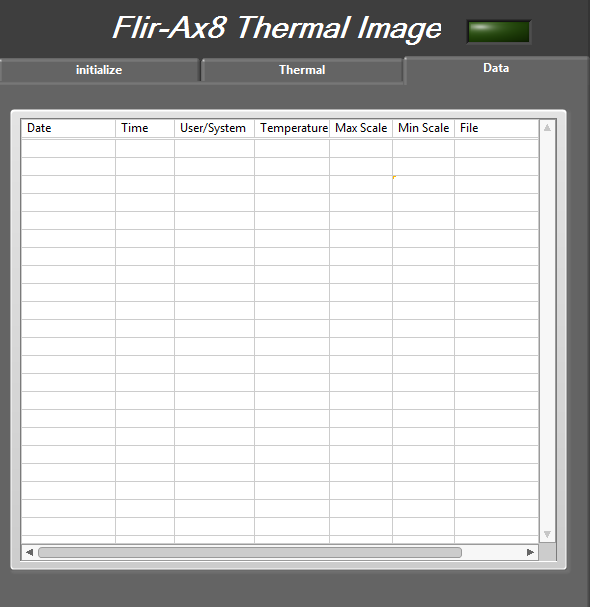 Flir-Ax8 Thermal Image
initialize
Thermal
Data
Date Time User/System Temperature Max Scale Min Scale File